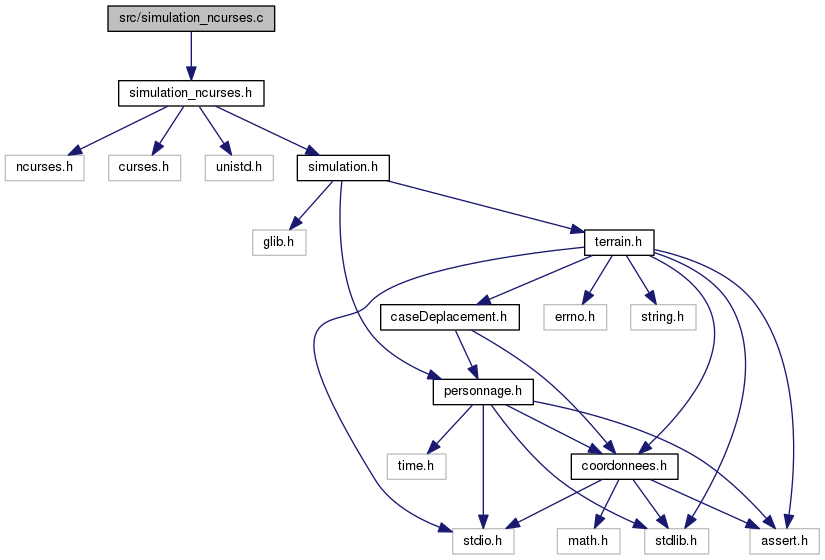 src/simulation_ncurses.c
simulation_ncurses.h
ncurses.h
curses.h
unistd.h
simulation.h
glib.h
terrain.h
caseDeplacement.h
errno.h
string.h
personnage.h
time.h
coordonnees.h
stdio.h
math.h
stdlib.h
assert.h